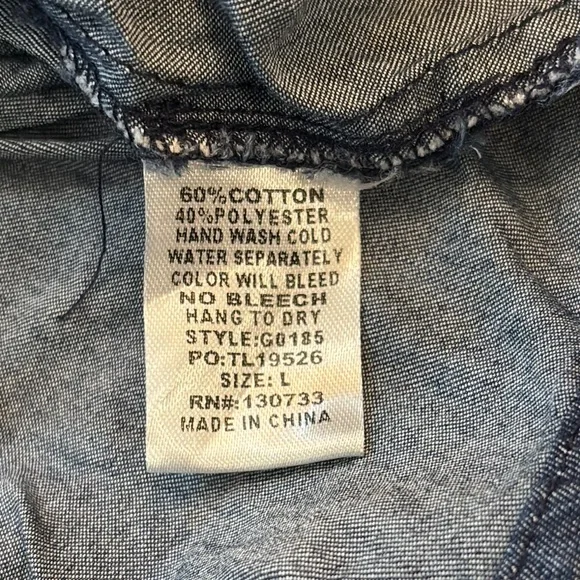 60%COTTON
40%POLYESTER
HAND WASH COLD
WATER SEPARATELY
COLOR WILL BLEED
NO BLEECH
HANG TO DRY
STYLE:G0185
PO:TL19526
SIZE: L
RN#:130733
MADE IN CHINA